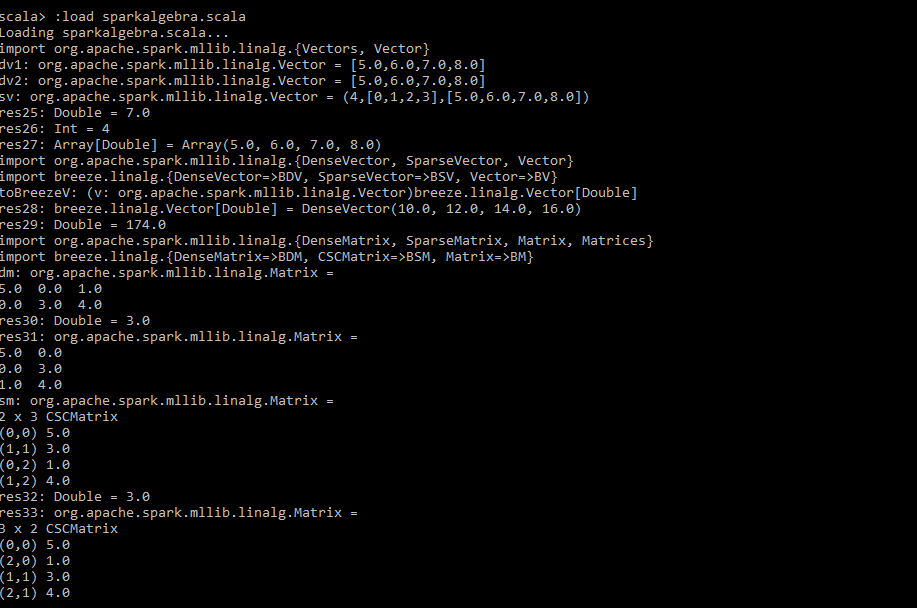 scala> :load sparkalgebra.scala
Loading sparkalgebra.scala...
import org.apache.spark.mllib.linalg.{Vectors, Vector}
dv1: org.apache.spark.mllib.linalg.Vector = [5.0,6.0,7.0,8.0]
dv2: org.apache.spark.mllib.linalg.Vector = [5.0,6.0,7.0,8.0]
sv: org.apache.spark.mllib.linalg.Vector = (4,[0,1,2,3],[5.0,6.0,7.0,8.0])
res25: Double = 7.0
res26: Int = 4
res27: Array[Double] = Array(5.0, 6.0, 7.0, 8.0)
import org.apache.spark.mllib.linalg.{DenseVector, SparseVector, Vector}
import breeze.linalg.{DenseVector=>BDV, SparseVector=>BSV, Vector=>BV}
toBreezeV: (v: org.apache.spark.mllib.linalg.Vector)breeze.linalg.Vector[Double]
res28: breeze.linalg.Vector[Double] = DenseVector(10.0, 12.0, 14.0, 16.0)
res29: Double = 174.0
import org.apache.spark.mllib.linalg.{DenseMatrix, SparseMatrix, Matrix, Matrices}
import breeze.linalg.{DenseMatrix=>BDM, CSCMatrix=>BSM, Matrix=>BM}
dm: org.apache.spark.mllib.linalg.Matrix =
5.0  0.0  1.0
0.0  3.0  4.0
res30: Double = 3.0
res31: org.apache.spark.mllib.linalg.Matrix =
5.0  0.0
0.0  3.0
1.0  4.0
sm: org.apache.spark.mllib.linalg.Matrix =
2 x 3 CSCMatrix
(0,0) 5.0
(1,1) 3.0
(0,2) 1.0
(1,2) 4.0
res32: Double = 3.0
res33: org.apache.spark.mllib.linalg.Matrix =
3 x 2 CSCMatrix
(0,0) 5.0
(2,0) 1.0
(1,1) 3.0
(2,1) 4.0